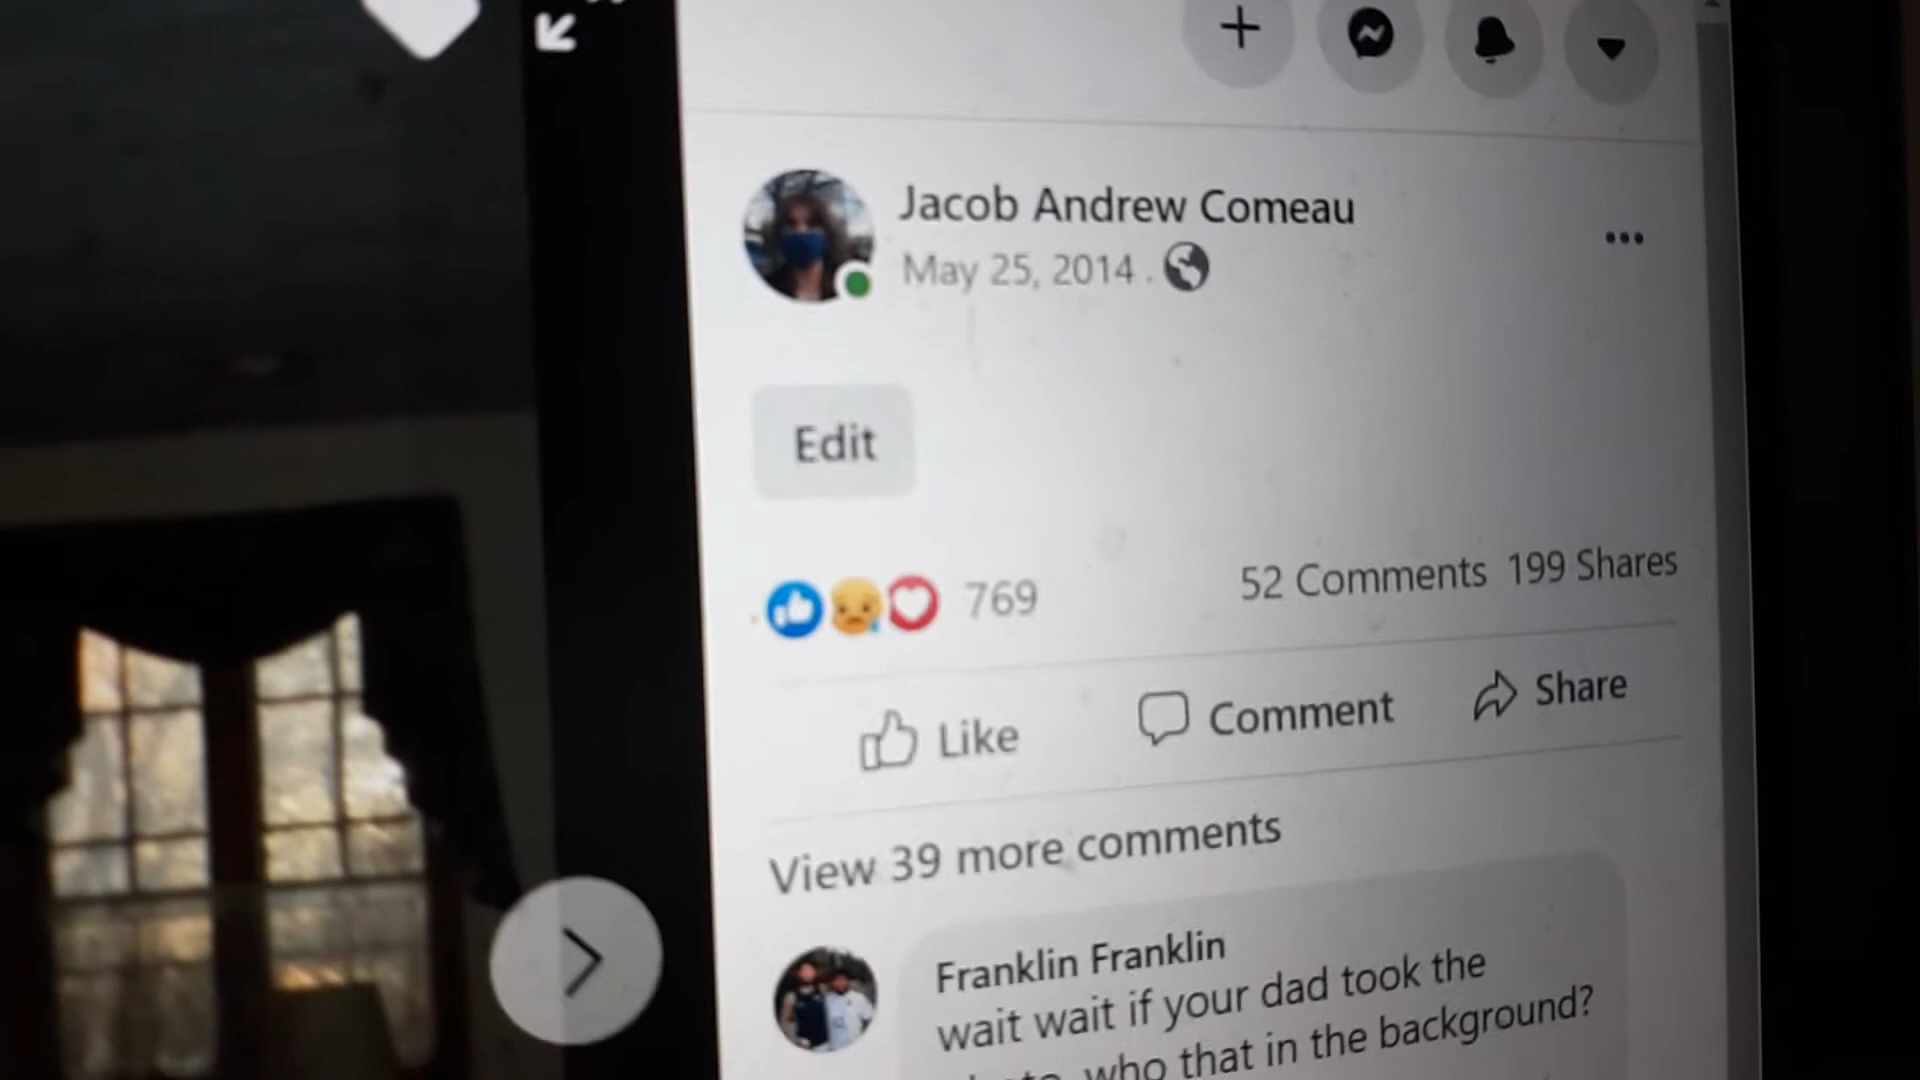 Jacob Andrew Comeau
May 25, 2014 .
Edit
769
52 Comments 199 Shares
Like
Comment
Share
View 39 more comments
Franklin Franklin
wait wait if your dad took the
who that in the background?